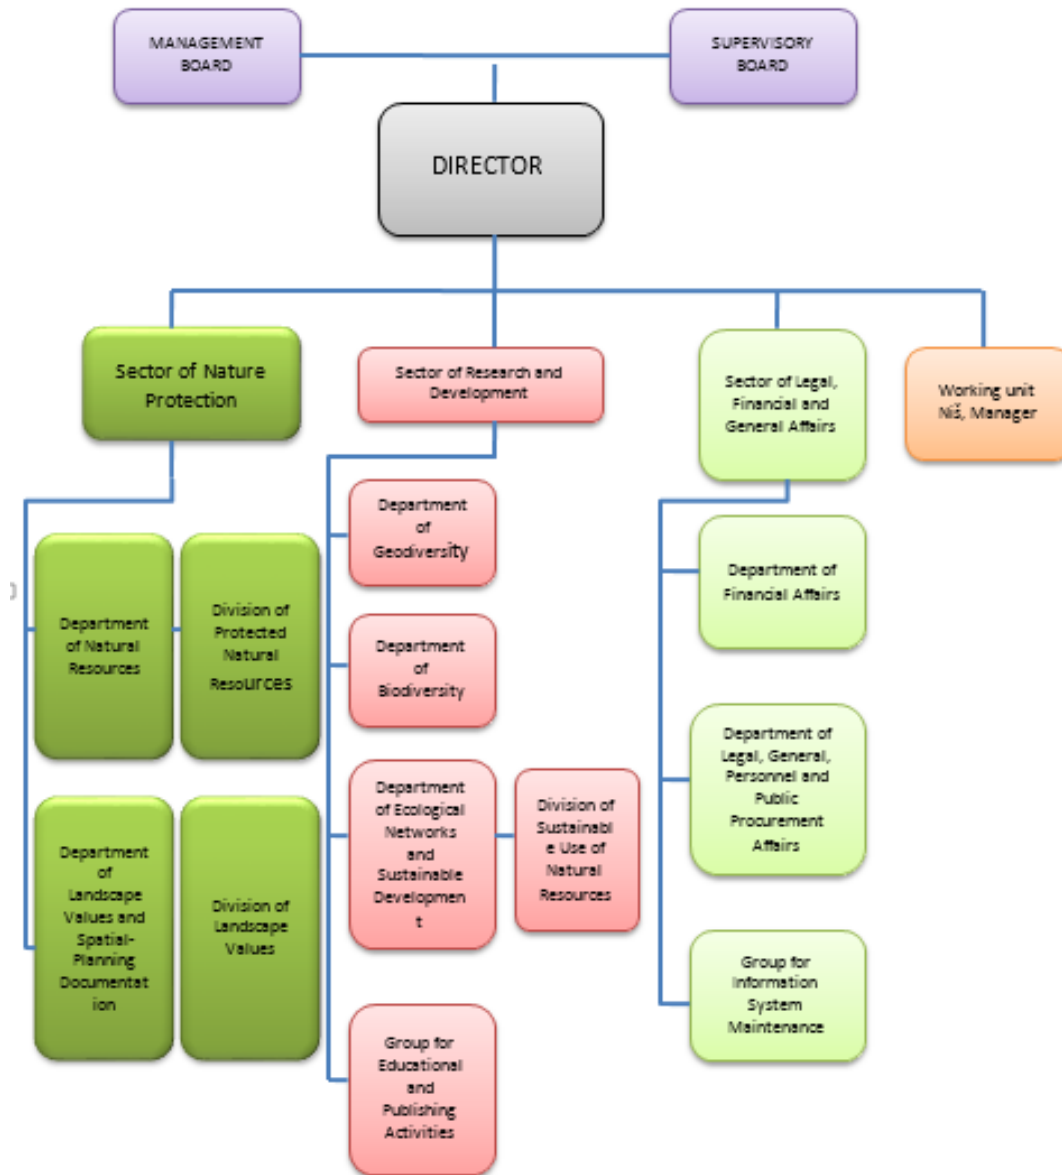 MANAGEMENT
BOARD
SUPERVISORY
BOARD
DIRECTOR
Sector of Nature
Protection
Sector of Research and
Development
Sector of Legal,
Financial and
General Affairs
Working unit
Niš, Manager
Department
of Natural
Resources
Division of
Protected
Natural
Resources
Department
of
Landscape
Values and
Spatial-
Planning
Documentat
ion
Division of
Landscape
Values
Department
of
Geodiversity
Department
of
Biodiversity
Department
of Ecological
Networks
and
Sustainable
Developmen
t
Division of
Sustainabl
e Use of
Natural
Resources
Group for
Educational
and
Publishing
Activities
Department of
Financial Affairs
Department of
Legal, General,
Personnel and
Public
Procurement
Affairs
Group for
Information
System
Maintenance